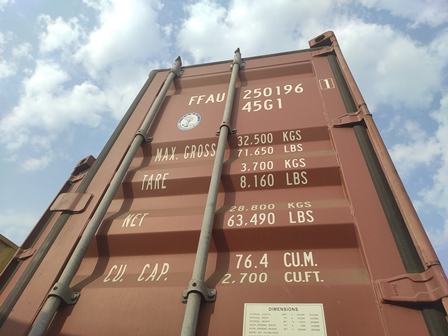 FFAU 250196 1
45G1
MAX. GROSS 32.500 KGS
71.650 LBS
TARE 3.700 KGS
8.160 LBS
NET 28.800 KGS
63.490 LBS
CU. CAP. 76.4 CU.M.
2.700 CU.FT.
DIMENSIONS